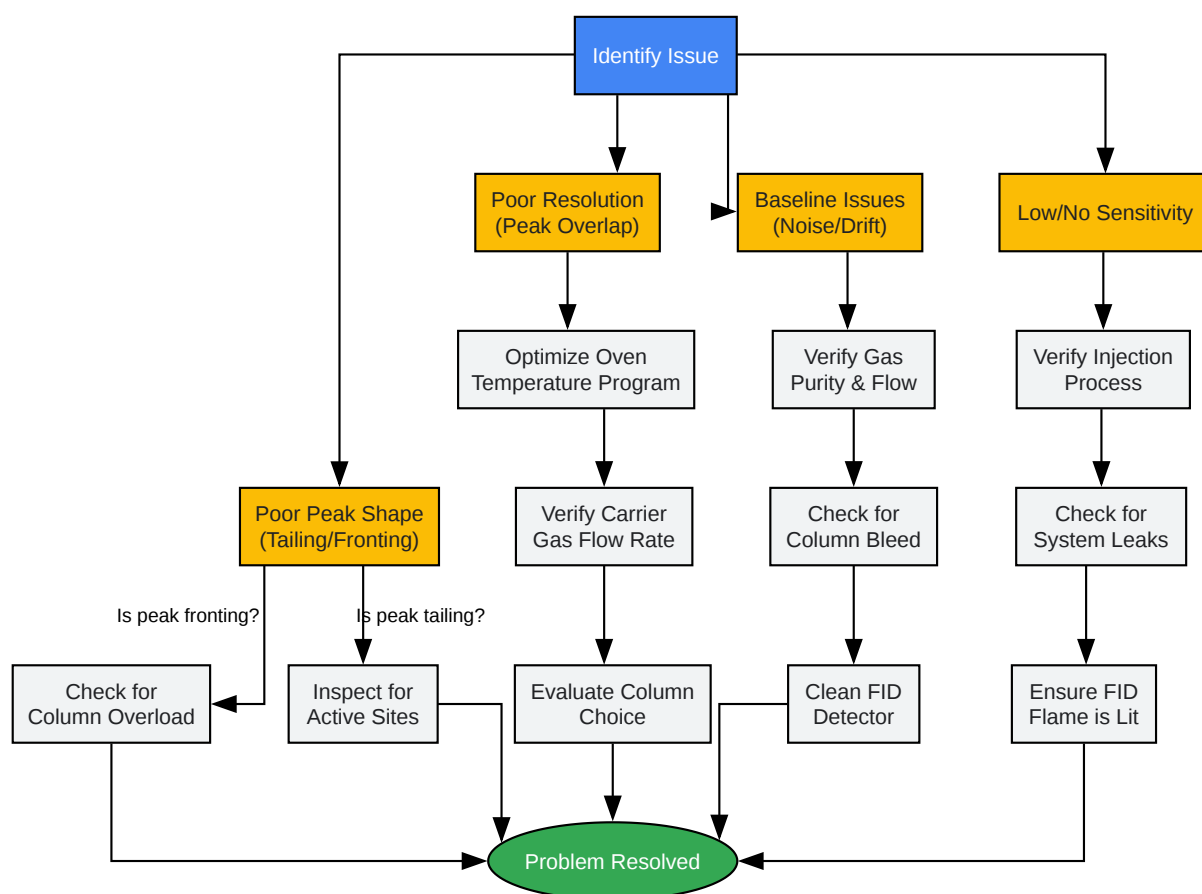 Identify Issue
Poor Resolution
(Peak Overlap)
Baseline Issues
(Noise/Drift)
Low/No Sensitivity
Optimize Oven
Temperature Program
Verify Gas
Purity & Flow
Verify Injection
Process
Poor Peak Shape
(Tailing/Fronting)
Verify Carrier
Gas Flow Rate
Check for
Column Bleed
Check for
System Leaks
Is peak fronting?
Is peak tailing?
Check for
Column Overload
Inspect for
Active Sites
Evaluate Column
Choice
Clean FID
Detector
Ensure FID
Flame is Lit
Problem Resolved